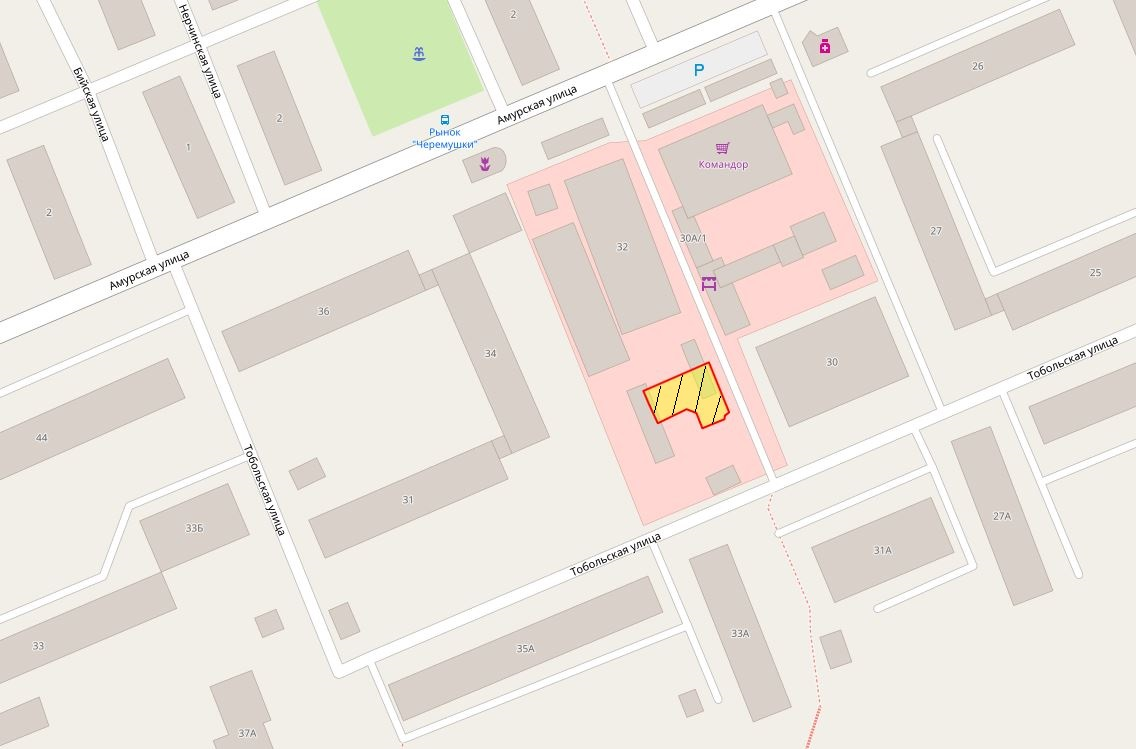 2
Нерчинская улица
P
26
Бийская улица
2
Амурская улица
Рынок
"Черемушки"
1
Командор
2
27
30А/1
32
Амурская улица
25
36
34
30
Тобольская улица
44
Тобольская улица
31
27А
33Б
31А
Тобольская улица
33А
33
35А
37А